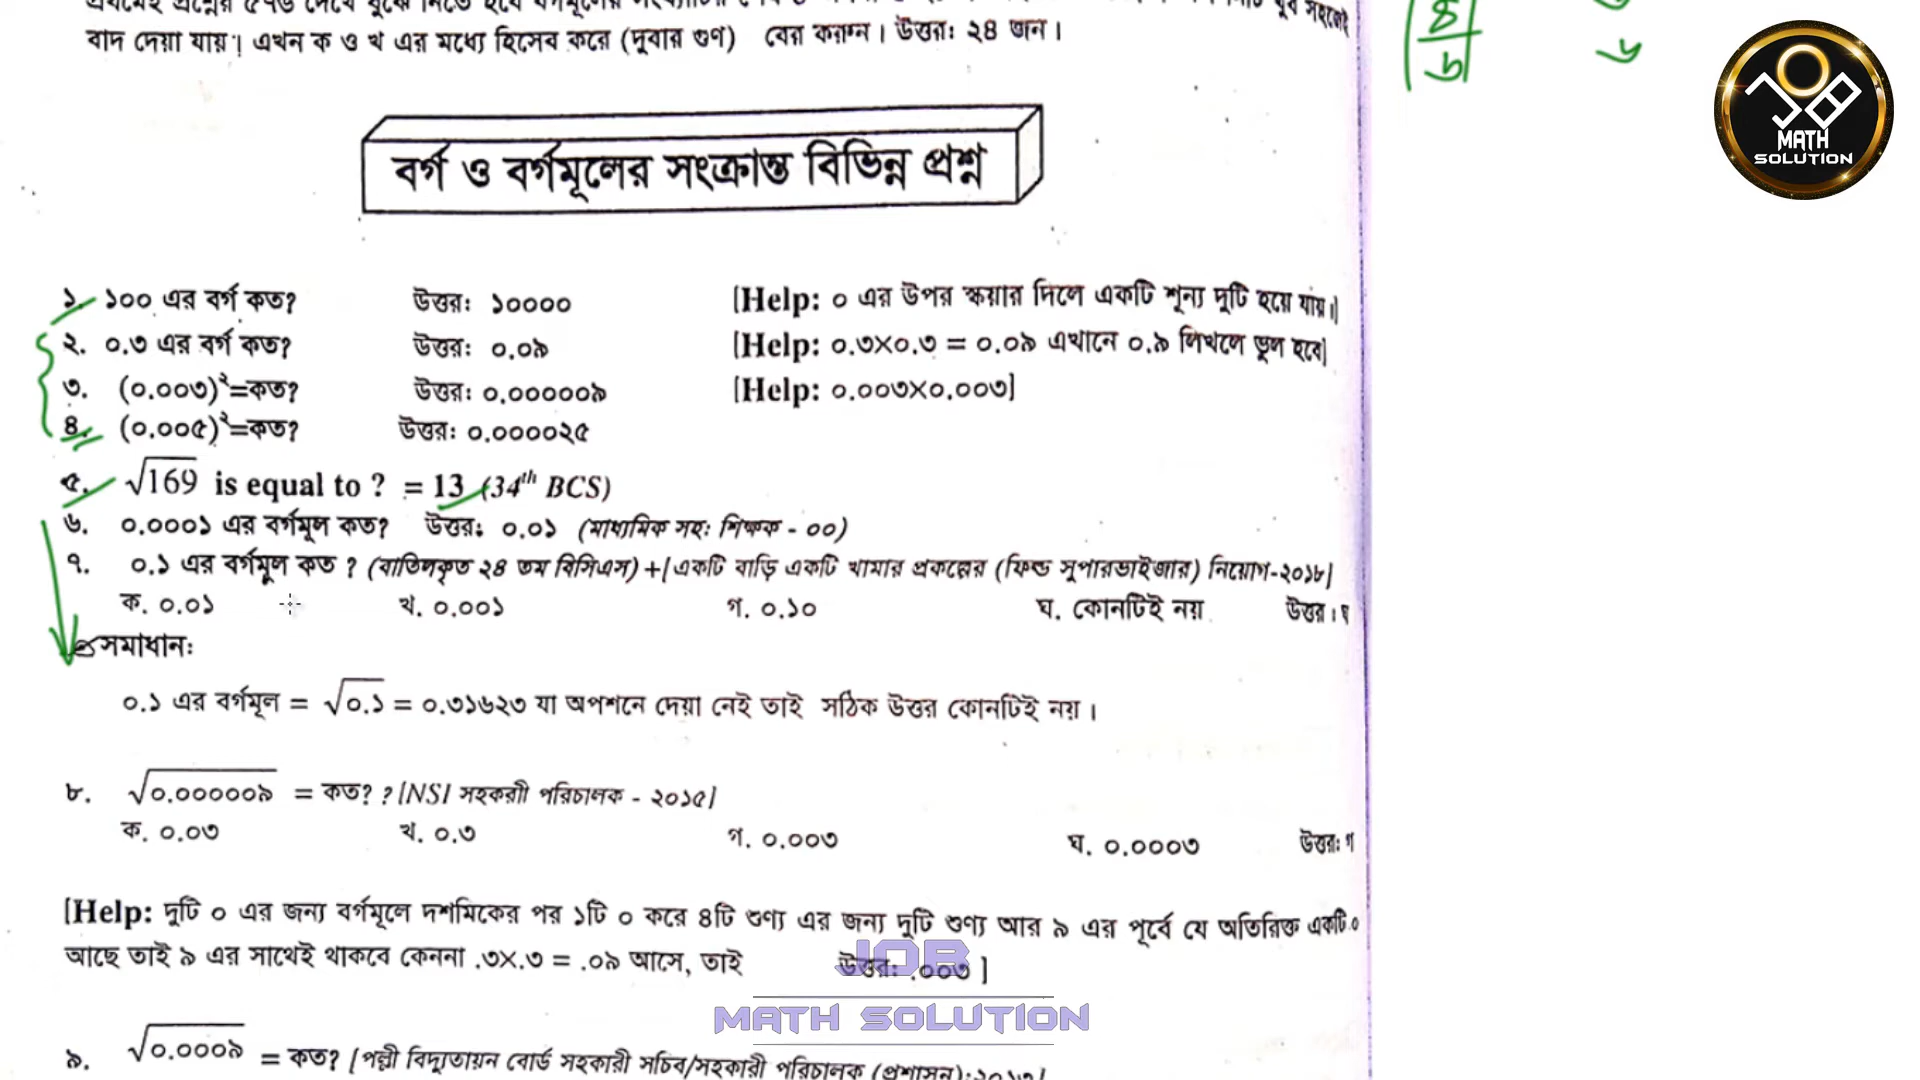 বাদ দেয়া যায়। এখন ক ও খ এর মধ্যে হিসেব করে (দুবার গুণ) বের করুন। উত্তর: ২৪ জন।
৪
৬
৬
JOB
MATH
SOLUTION
বর্গ ও বর্গমূলের সংক্রান্ত বিভিন্ন প্রশ্ন
১. ১০০ এর বর্গ কত? উত্তর: ১০০০০ [Help: ০ এর উপর স্কয়ার দিলে একটি শূন্য দুটি হয়ে যায়।]
২. ০.৩ এর বর্গ কত? উত্তর: ০.০৯ [Help: ০.৩×০.৩ = ০.০৯ এখানে ০.৯ লিখলে ভুল হবে]
৩. (০.০০৩)²=কত? উত্তর: ০.০০০০০৯ [Help: ০.০০৩×০.০০৩]
৪. (০.০০৫)²=কত? উত্তর: ০.০০০০২৫
৫. √169 is equal to ? = 13 (34th BCS)
৬. ০.০০০১ এর বর্গমূল কত? উত্তর: ০.০১ (মাধ্যমিক সহ: শিক্ষক - ০০)
৭. ০.১ এর বর্গমূল কত ? (বাতিলকৃত ২৪ তম বিসিএস) +[একটি বাড়ি একটি খামার প্রকল্পের (ফিল্ড সুপারভাইজার) নিয়োগ-২০১৮]
ক. ০.০১ খ. ০.০০১ গ. ০.১০ ঘ. কোনটিই নয় উত্তর: ঘ
সমাধান:
০.১ এর বর্গমূল = √০.১ = ০.৩১৬২৩ যা অপশনে দেয়া নেই তাই সঠিক উত্তর কোনটিই নয়।
৮. √০.০০০০০৯ = কত? ? [NSI সহকরাী পরিচালক - ২০১৫]
ক. ০.০৩ খ. ০.৩ গ. ০.০০৩ ঘ. ০.০০০৩ উত্তর: গ
[Help: দুটি ০ এর জন্য বর্গমূলে দশমিকের পর ১টি ০ করে ৪টি শুণ্য এর জন্য দুটি শুণ্য আর ৯ এর পূর্বে যে অতিরিক্ত একটি ০
আছে তাই ৯ এর সাথেই থাকবে কেননা .৩×.৩ = .০৯ আসে, তাই উত্তর: .০০৩ ]
JOB
MATH SOLUTION
৯. √০.০০০৯ = কত? [পল্লী বিদ্যুতায়ন বোর্ড সহকারী সচিব/সহকারী পরিচালক (প্রশাসন):২০১৩]